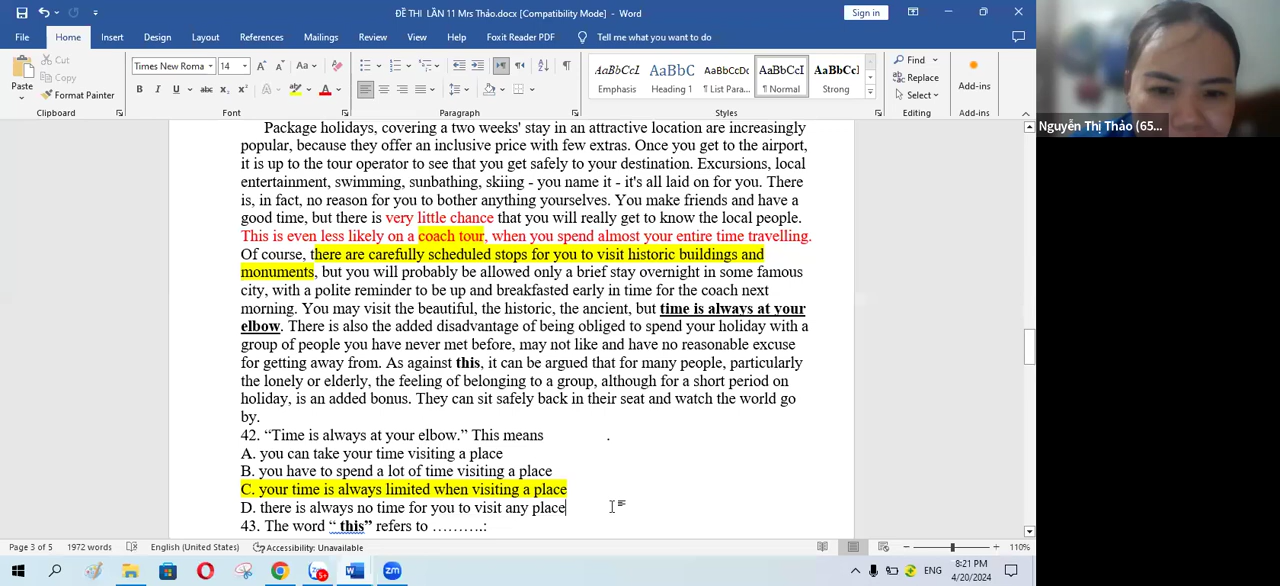 ĐỀ THI LẦN 11 Mrs Thảo.docx [Compatibility Mode] - Word
Sign in
File Home Insert Design Layout References Mailings Review View Help Foxit Reader PDF Tell me what you want to do
Paste
Cut
Copy
Format Painter
Clipboard
Times New Roma 14
Font
Paragraph
AaBbCcI AaBbC AaBbCcDc AaBbCcI AaBbCc
Emphasis Heading 1 ¶ List Para... ¶ Normal Strong
Styles
Find
Replace
Select
Editing
Add-ins
Add-ins
Nguyễn Thị Thảo (65...
Package holidays, covering a two weeks' stay in an attractive location are increasingly
popular, because they offer an inclusive price with few extras. Once you get to the airport,
it is up to the tour operator to see that you get safely to your destination. Excursions, local
entertainment, swimming, sunbathing, skiing - you name it - it's all laid on for you. There
is, in fact, no reason for you to bother anything yourselves. You make friends and have a
good time, but there is very little chance that you will really get to know the local people.
This is even less likely on a coach tour, when you spend almost your entire time travelling.
Of course, there are carefully scheduled stops for you to visit historic buildings and
monuments, but you will probably be allowed only a brief stay overnight in some famous
city, with a polite reminder to be up and breakfasted early in time for the coach next
morning. You may visit the beautiful, the historic, the ancient, but time is always at your
elbow. There is also the added disadvantage of being obliged to spend your holiday with a
group of people you have never met before, may not like and have no reasonable excuse
for getting away from. As against this, it can be argued that for many people, particularly
the lonely or elderly, the feeling of belonging to a group, although for a short period on
holiday, is an added bonus. They can sit safely back in their seat and watch the world go
by.
42. “Time is always at your elbow.” This means .
A. you can take your time visiting a place
B. you have to spend a lot of time visiting a place
C. your time is always limited when visiting a place
D. there is always no time for you to visit any place
43. The word “ this” refers to ……….:
Page 3 of 5 1972 words English (United States) Accessibility: Unavailable 110%
ENG
8:21 PM
4/20/2024